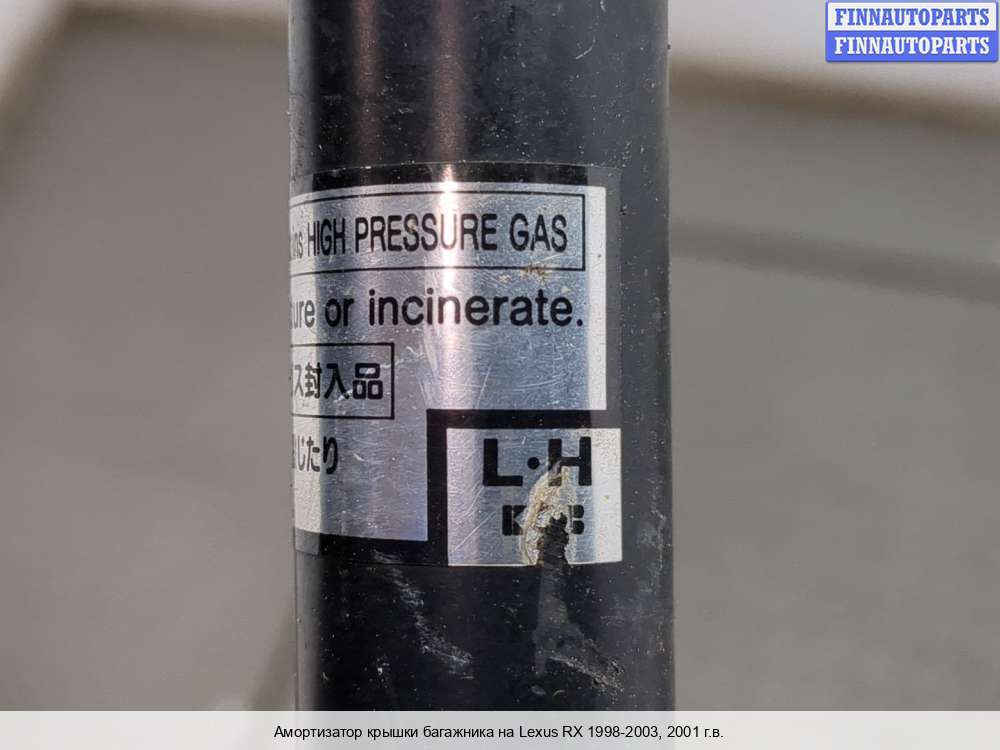 FINNAUTOPARTS
FINNAUTOPARTS
HIGH PRESSURE GAS
or incinerate.
ス封入品
じたり
L·H
Амортизатор крышки багажника на Lexus RX 1998-2003, 2001 г.в.